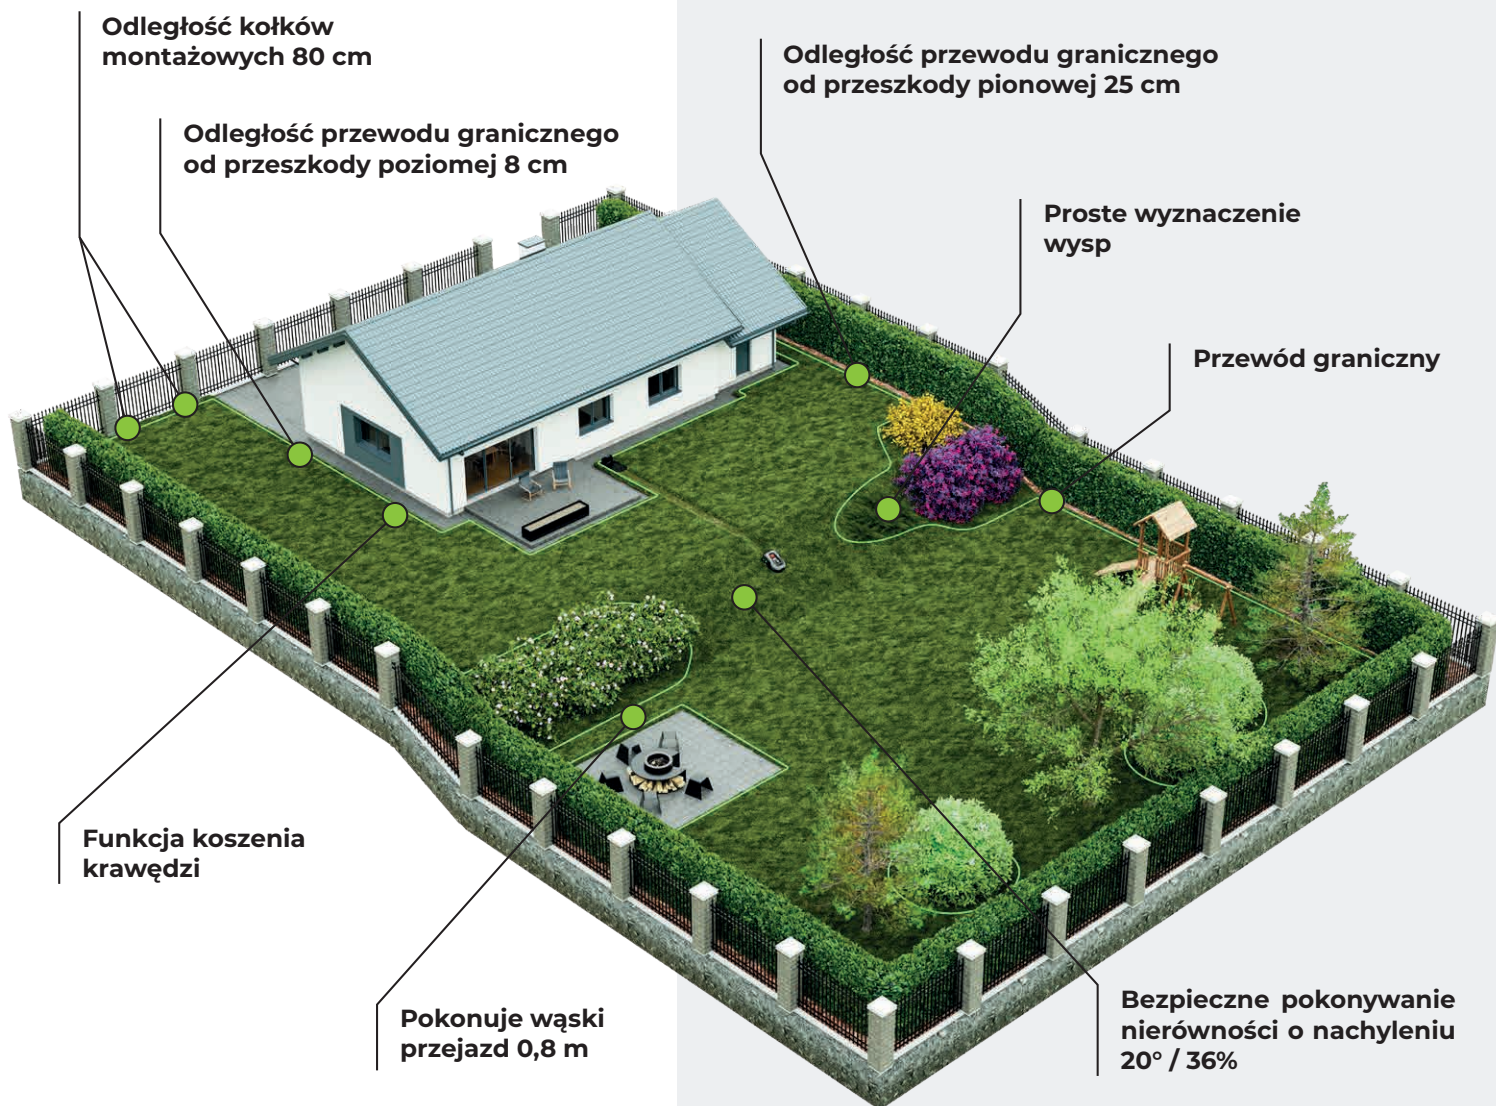 Odległość kołków
montażowych 80 cm
Odległość przewodu granicznego
od przeszkody poziomej 8 cm
Odległość przewodu granicznego
od przeszkody pionowej 25 cm
Proste wyznaczenie
wysp
Przewód graniczny
Funkcja koszenia
krawędzi
Pokonuje wąski
przejazd 0,8 m
Bezpieczne pokonywanie
nierówności o nachyleniu
20° / 36%